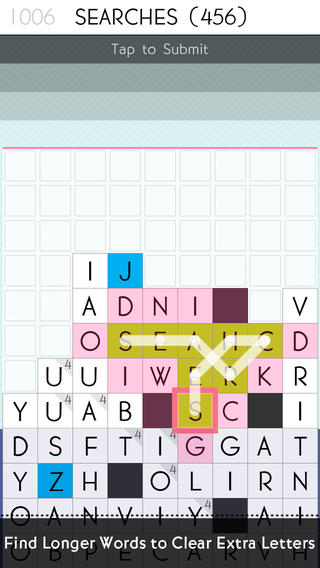 1006 SEARCHES (456)
Tap to Submit
I J
A D N I V
O S E A H C D
U U I W E R K R
Y U A B S C I
D S F T I G G A T
Y Z H O L I R N
O A N V I Y A I
Find Longer Words to Clear Extra Letters